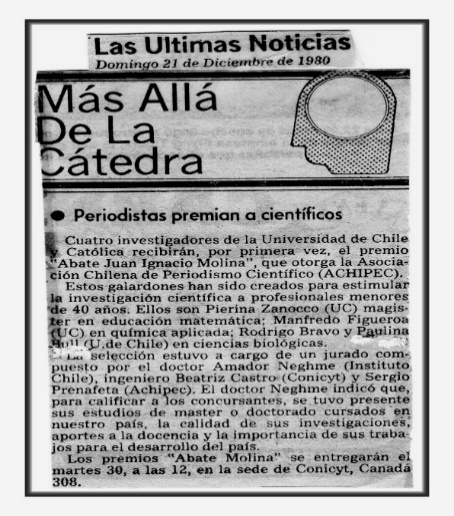 Las Ultimas Noticias
Domingo 21 de Diciembre de 1980
Más Allá
De La
Cátedra
● Periodistas premian a científicos
Cuatro investigadores de la Universidad de Chile
y Católica recibirán, por primera vez, el premio
"Abate Juan Ignacio Molina", que otorga la Asocia-
ción Chilena de Periodismo Científico (ACHIPEC).
Estos galardones han sido creados para estimular
la investigación científica a profesionales menores
de 40 años. Ellos son Pierina Zanocco (UC) magis-
ter en educación matemática; Manfredo Figueroa
(UC) en química aplicada; Rodrigo Bravo y Paulina
Bull (U. de Chile) en ciencias biológicas.
La selección estuvo a cargo de un jurado com-
puesto por el doctor Amador Neghme (Instituto
Chile), ingeniero Beatriz Castro (Conicyt) y Sergio
Prenafeta (Achipec). El doctor Neghme indicó que,
para calificar a los concursantes, se tuvo presente
sus estudios de master o doctorado cursados en
nuestro país, la calidad de sus investigaciones,
aportes a la docencia y la importancia de sus traba-
jos para el desarrollo del país.
Los premios "Abate Molina" se entregarán el
martes 30, a las 12, en la sede de Conicyt, Canadá
308.